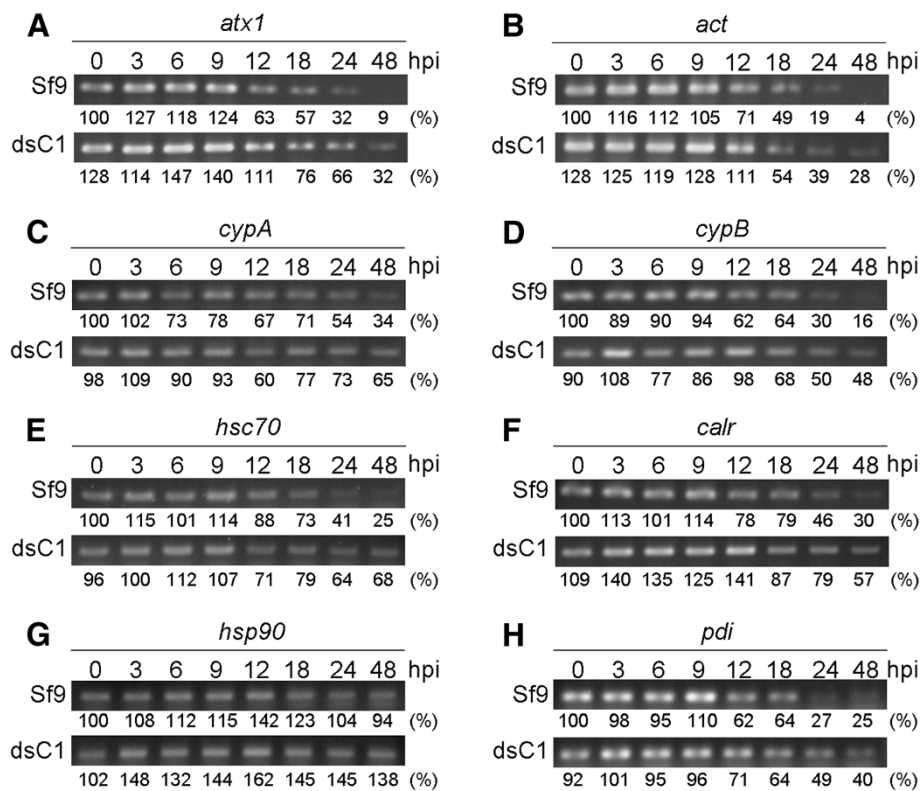 A atx1
0 3 6 9 12 18 24 48 hpi
Sf9
100 127 118 124 63 57 32 9 (%)
dsC1
128 114 147 140 111 76 66 32 (%)
B act
0 3 6 9 12 18 24 48 hpi
Sf9
100 116 112 105 71 49 19 4 (%)
dsC1
128 125 119 128 111 54 39 28 (%)
C cypA
0 3 6 9 12 18 24 48 hpi
Sf9
100 102 73 78 67 71 54 34 (%)
dsC1
98 109 90 93 60 77 73 65 (%)
D cypB
0 3 6 9 12 18 24 48 hpi
Sf9
100 89 90 94 62 64 30 16 (%)
dsC1
90 108 77 86 98 68 50 48 (%)
E hsc70
0 3 6 9 12 18 24 48 hpi
Sf9
100 115 101 114 88 73 41 25 (%)
dsC1
96 100 112 107 71 79 64 68 (%)
F calr
0 3 6 9 12 18 24 48 hpi
Sf9
100 113 101 114 78 79 46 30 (%)
dsC1
109 140 135 125 141 87 79 57 (%)
G hsp90
0 3 6 9 12 18 24 48 hpi
Sf9
100 108 112 115 142 123 104 94 (%)
dsC1
102 148 132 144 162 145 145 138 (%)
H pdi
0 3 6 9 12 18 24 48 hpi
Sf9
100 98 95 110 62 64 27 25 (%)
dsC1
92 101 95 96 71 64 49 40 (%)